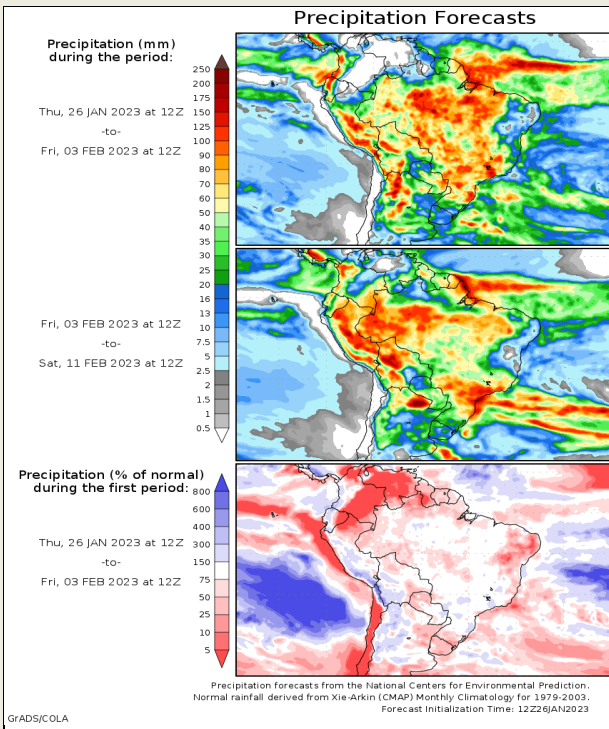 Precipitation Forecasts
Precipitation (mm)
during the period:
Thu, 26 JAN 2023 at 12Z
-to-
Fri, 03 FEB 2023 at 12Z
250
200
175
150
125
100
90
80
70
60
50
40
35
30
25
20
16
13
10
7.5
5
2.5
2
1.5
1
0.5
Fri, 03 FEB 2023 at 12Z
-to-
Sat, 11 FEB 2023 at 12Z
Precipitation (% of normal)
during the first period:
Thu, 26 JAN 2023 at 12Z
-to-
Fri, 03 FEB 2023 at 12Z
800
600
400
300
150
75
50
25
10
5
Precipitation forecasts from the National Centers for Environmental Prediction.
Normal rainfall derived from Xie-Arkin (CMAP) Monthly Climatology for 1979-2003.
Forecast Initialization Time: 12Z26JAN2023
GrADS/COLA